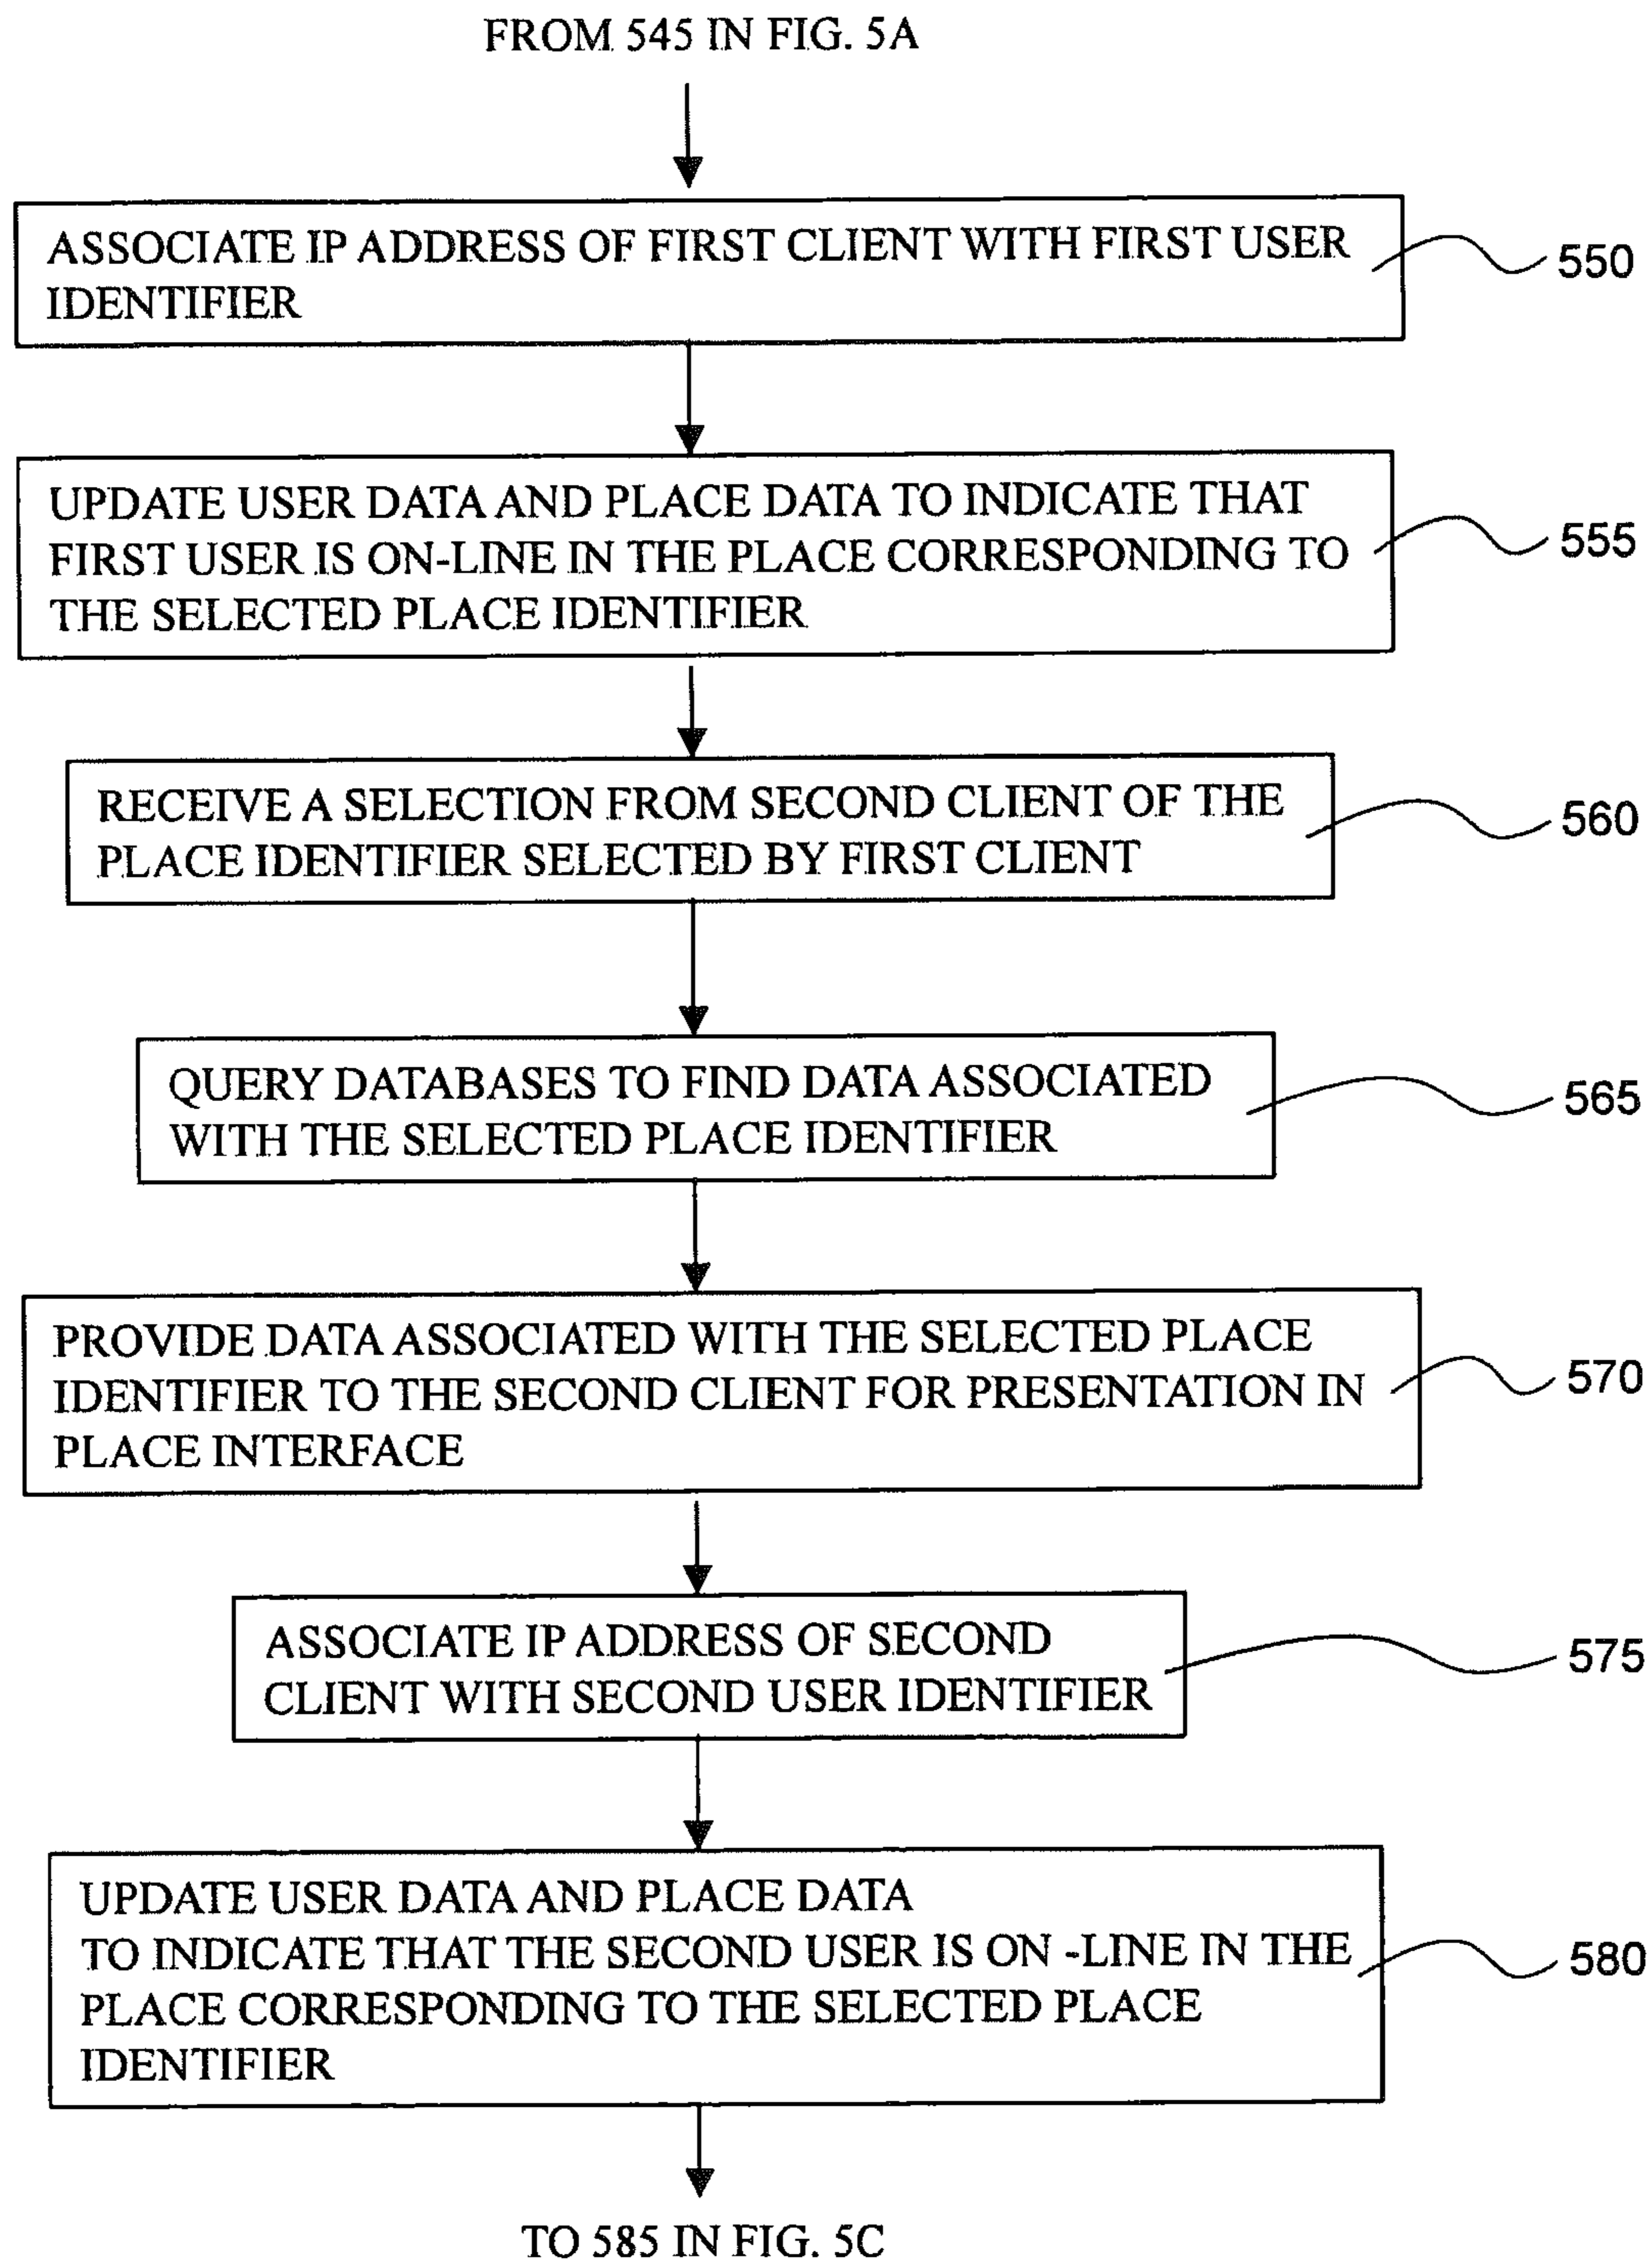 FROM 545 IN FIG. 5A
ASSOCIATE IP ADDRESS OF FIRST CLIENT WITH FIRST USER
IDENTIFIER
550
UPDATE USER DATA AND PLACE DATA TO INDICATE THAT
FIRST USER IS ON-LINE IN THE PLACE CORRESPONDING TO
THE SELECTED PLACE IDENTIFIER
555
RECEIVE A SELECTION FROM SECOND CLIENT OF THE
PLACE IDENTIFIER SELECTED BY FIRST CLIENT
560
QUERY DATABASES TO FIND DATA ASSOCIATED
WITH THE SELECTED PLACE IDENTIFIER
565
PROVIDE DATA ASSOCIATED WITH THE SELECTED PLACE
IDENTIFIER TO THE SECOND CLIENT FOR PRESENTATION IN
PLACE INTERFACE
570
ASSOCIATE IP ADDRESS OF SECOND
CLIENT WITH SECOND USER IDENTIFIER
575
UPDATE USER DATA AND PLACE DATA
TO INDICATE THAT THE SECOND USER IS ON -LINE IN THE
PLACE CORRESPONDING TO THE SELECTED PLACE
IDENTIFIER
580
TO 585 IN FIG. 5C